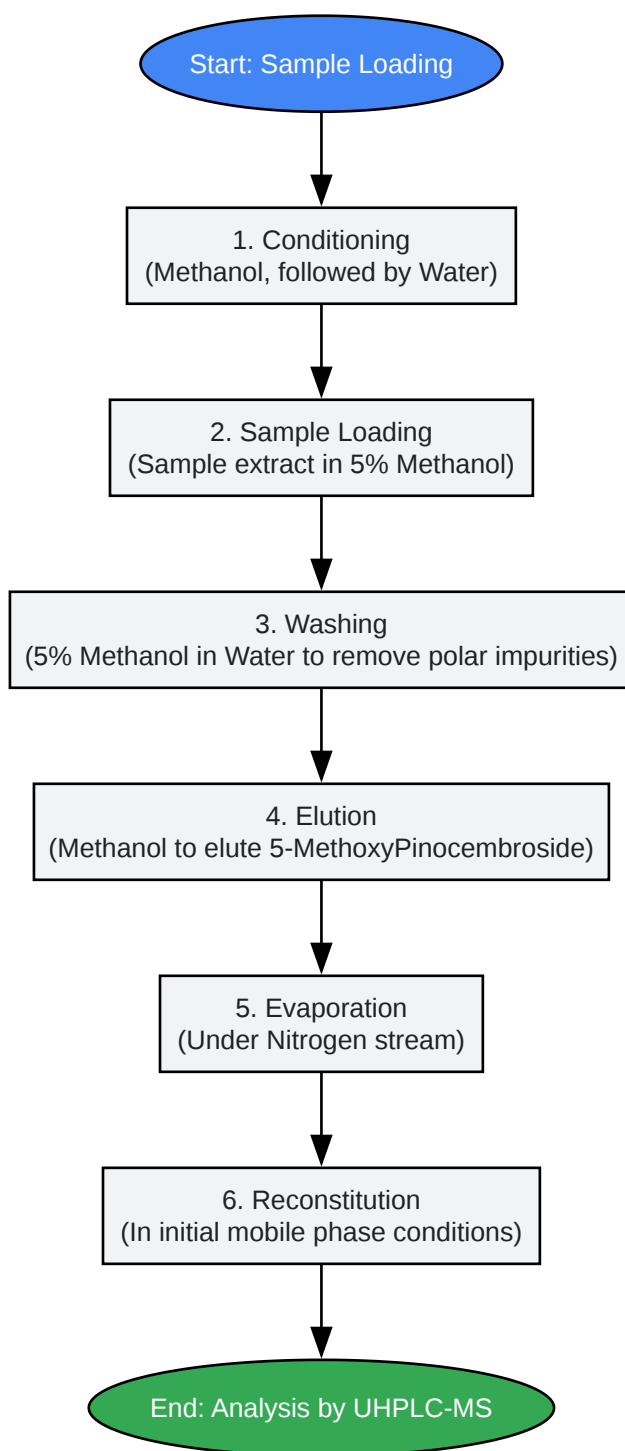 Start: Sample Loading
1. Conditioning
(Methanol, followed by Water)
2. Sample Loading
(Sample extract in 5% Methanol)
3. Washing
(5% Methanol in Water to remove polar impurities)
4. Elution
(Methanol to elute 5-MethoxyPinocembroside)
5. Evaporation
(Under Nitrogen stream)
6. Reconstitution
(In initial mobile phase conditions)
End: Analysis by UHPLC-MS